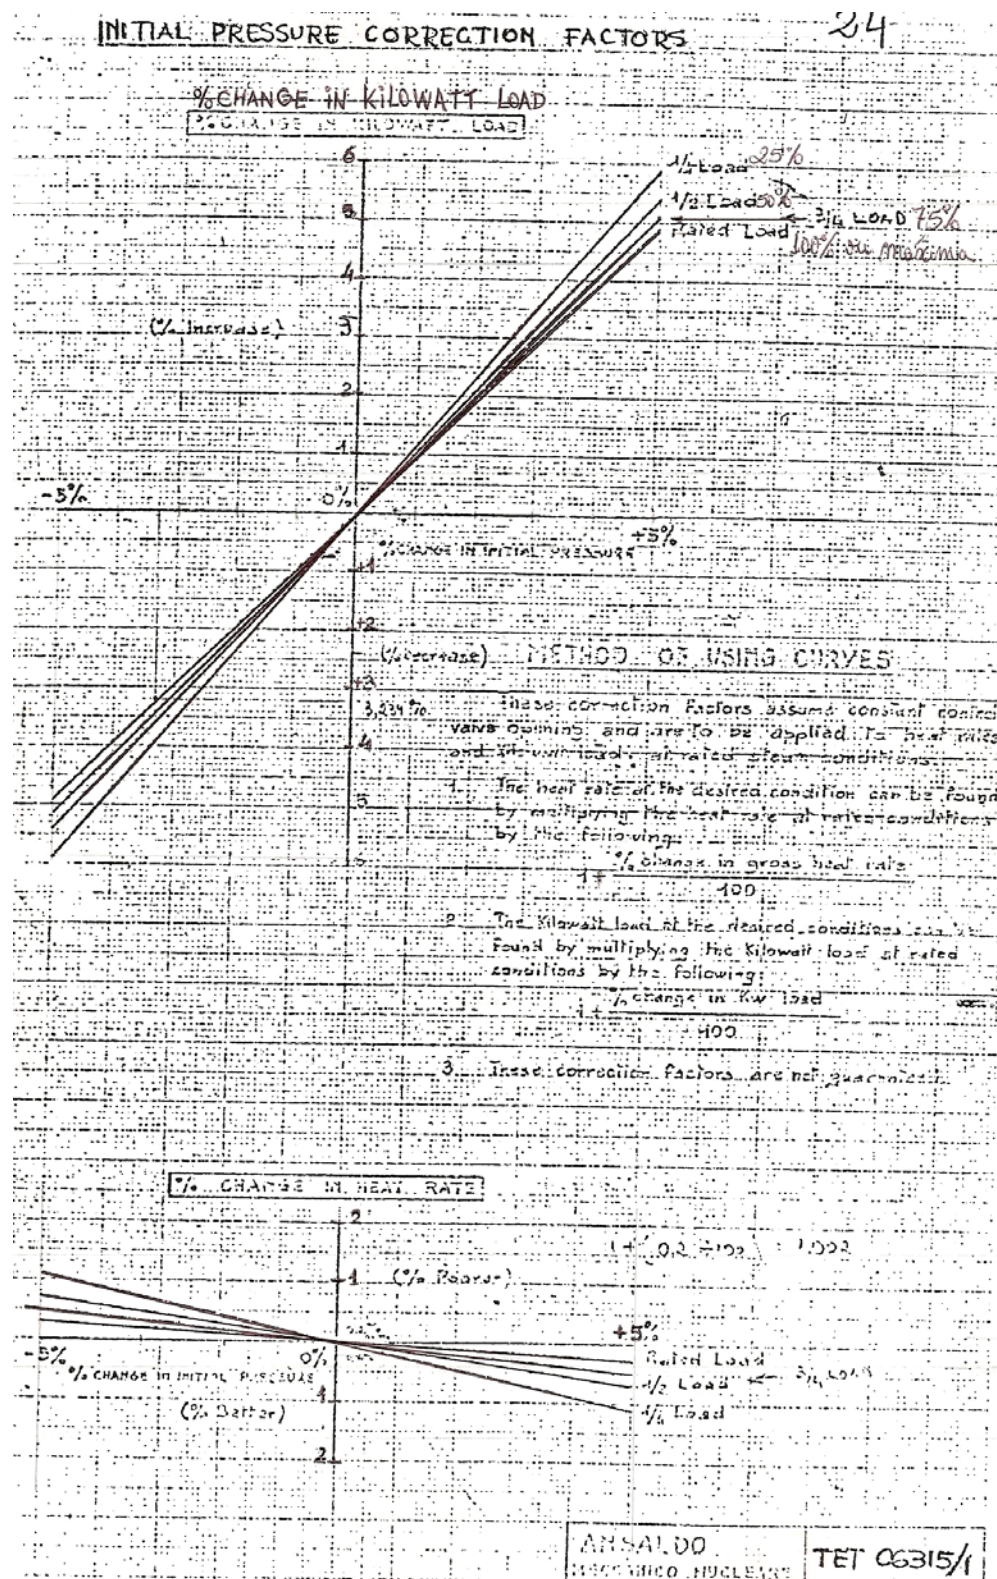 24
INITIAL PRESSURE CORRECTION FACTORS
% CHANGE IN KILOWATT LOAD
% CHANGE IN KILOWATT LOAD
6
1/4 Load 25%
1/2 Load 50%
5
3/4 LOAD 75%
Rated Load
100%
4
(% Increase)
3
2
1
-5%
0%
+5%
% CHANGE IN INITIAL PRESSURE
+1
+2
(% Decrease)
METHOD OF USING CURVES
+3
3,239 %
These correction Factors assume constant control
valve opening and are to be applied to heat rates
and loads at rated steam conditions.
4
1. The heat rate at the desired condition can be found
by multiplying the heat rate at rated conditions
by the following:
5
1 + % change in gross heat rate
100
2. The Kilowatt load at the desired conditions can be
found by multiplying the Kilowatt load at rated
conditions by the following:
1 + % change in KW load
100
3. These correction factors are not guaranteed.
% CHANGE IN HEAT RATE
2
1 + (0,2 ÷ 100) = 1.002
1
(% Poorer)
+5%
-5%
0%
Rated Load
% CHANGE IN INITIAL PRESSURE
1/2 Load
3/4 LOAD
1
(% Better)
1/4 Load
2
ANSALDO
MECCANICO NUCLEARE
TET 06315/1